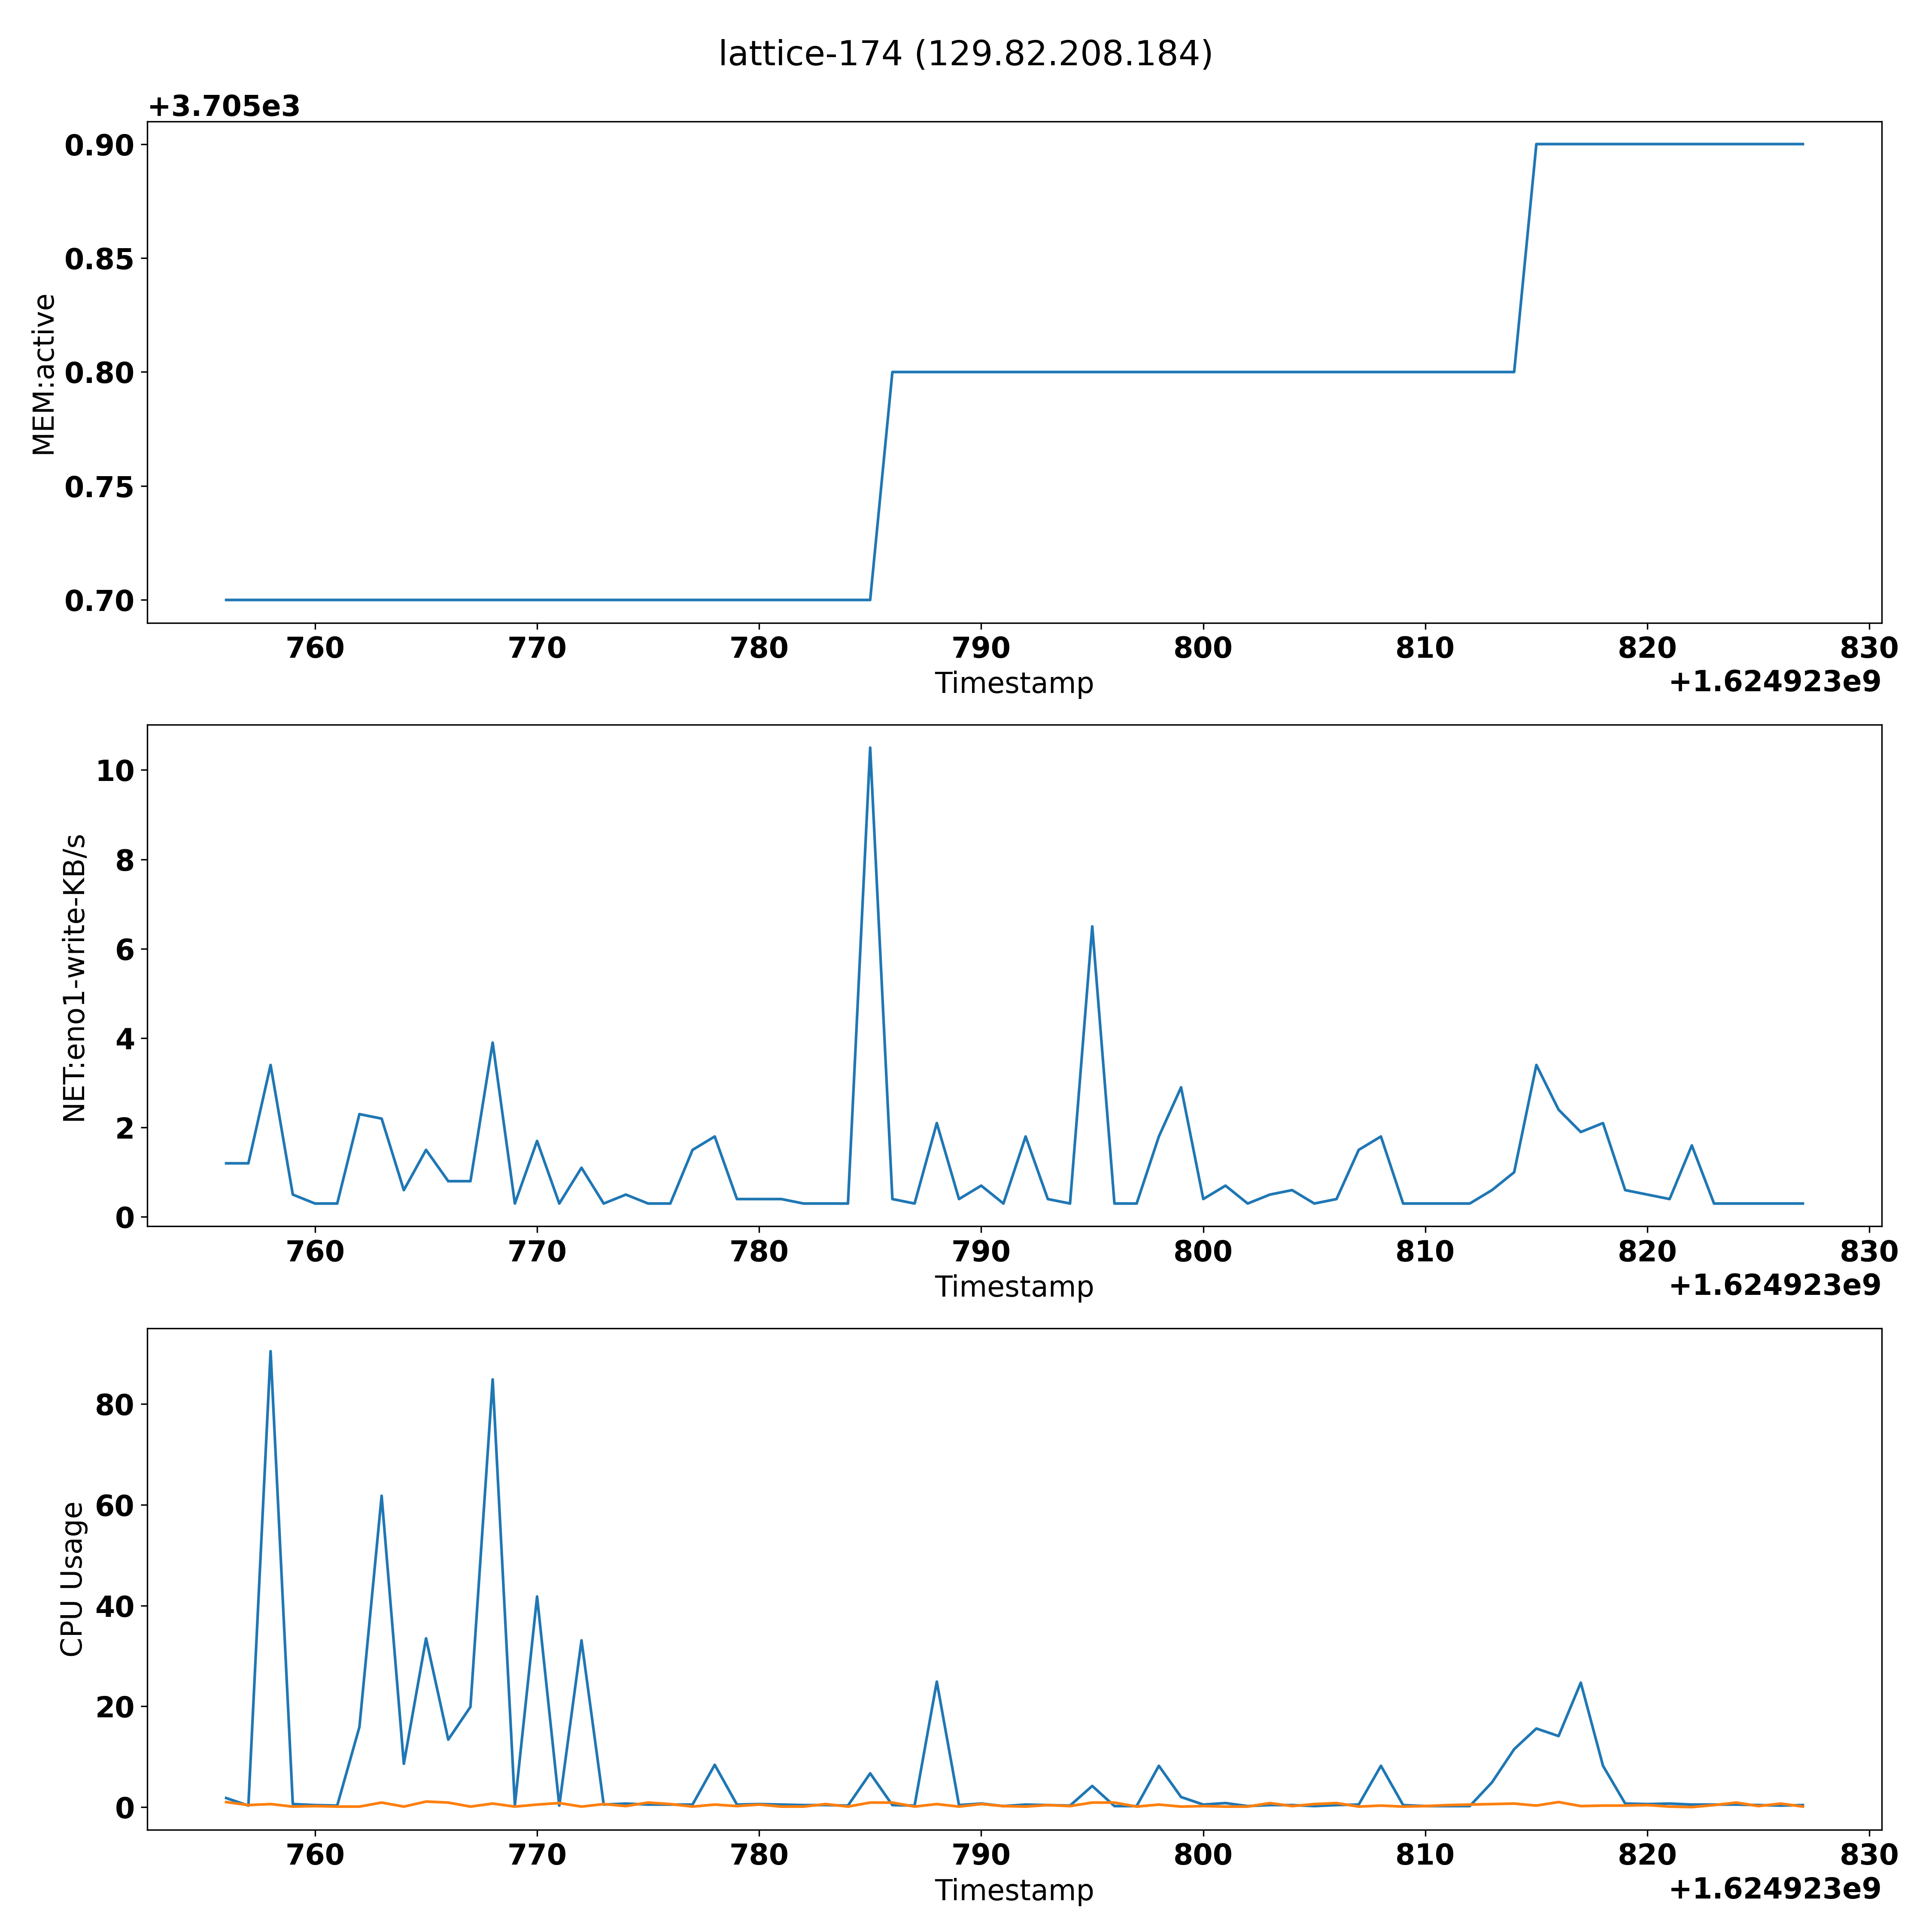 lattice-174 (129.82.208.184)
+3.705e3
0.90
0.85
0.80
0.75
0.70
MEM:active
760 770 780 790 800 810 820 830
Timestamp
+1.624923e9
10
8
6
4
2
0
NET:eno1-write-KB/s
760 770 780 790 800 810 820 830
Timestamp
+1.624923e9
80
60
40
20
0
CPU Usage
760 770 780 790 800 810 820 830
Timestamp
+1.624923e9